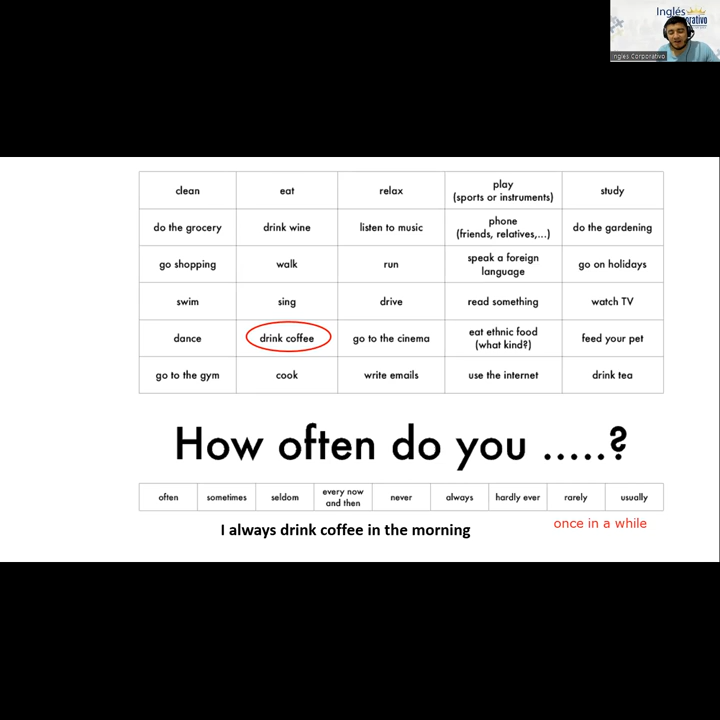 Inglés
Corporativo
Inglés Corporativo
clean eat relax play (sports or instruments) study
do the grocery drink wine listen to music phone (friends, relatives,...) do the gardening
go shopping walk run speak a foreign language go on holidays
swim sing drive read something watch TV
dance drink coffee go to the cinema eat ethnic food (what kind?) feed your pet
go to the gym cook write emails use the internet drink tea
How often do you .....?
often sometimes seldom every now and then never always hardly ever rarely usually
I always drink coffee in the morning
once in a while